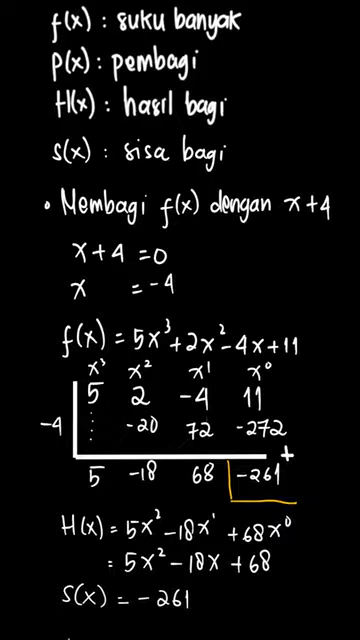 f(x) : suku banyak
p(x) : pembagi
H(x) : hasil bagi
s(x) : sisa bagi
• Membagi f(x) dengan x+4
x + 4 = 0
x = -4
f(x) = 5x³ + 2x² - 4x + 11
x³ x² x¹ x⁰
5 2 -4 11
-4 ⋮ -20 72 -272
+
5 -18 68 -261
H(x) = 5x² - 18x¹ + 68x⁰
= 5x² - 18x + 68
S(x) = - 261